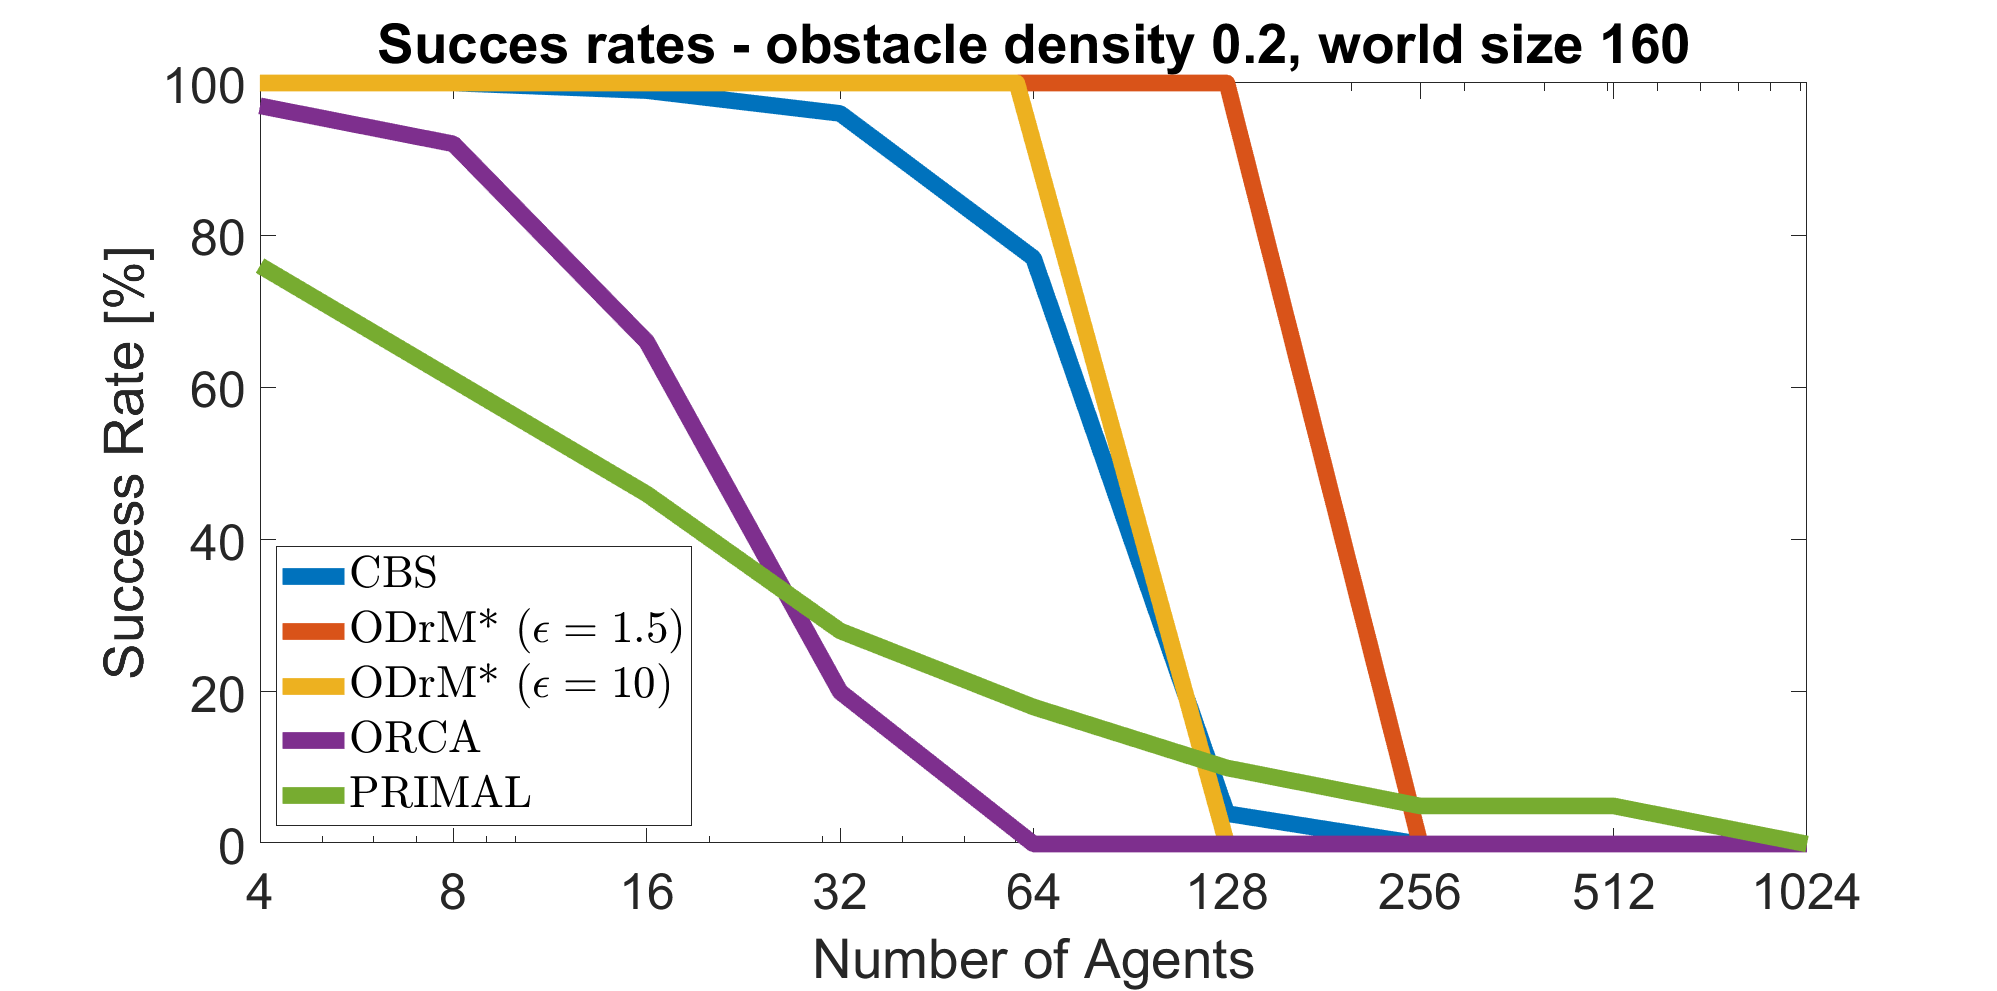 Succes rates - obstacle density 0.2, world size 160
Success Rate [%]
100
80
60
40
20
0
CBS
ODrM* (ϵ = 1.5)
ODrM* (ϵ = 10)
ORCA
PRIMAL
4 8 16 32 64 128 256 512 1024
Number of Agents